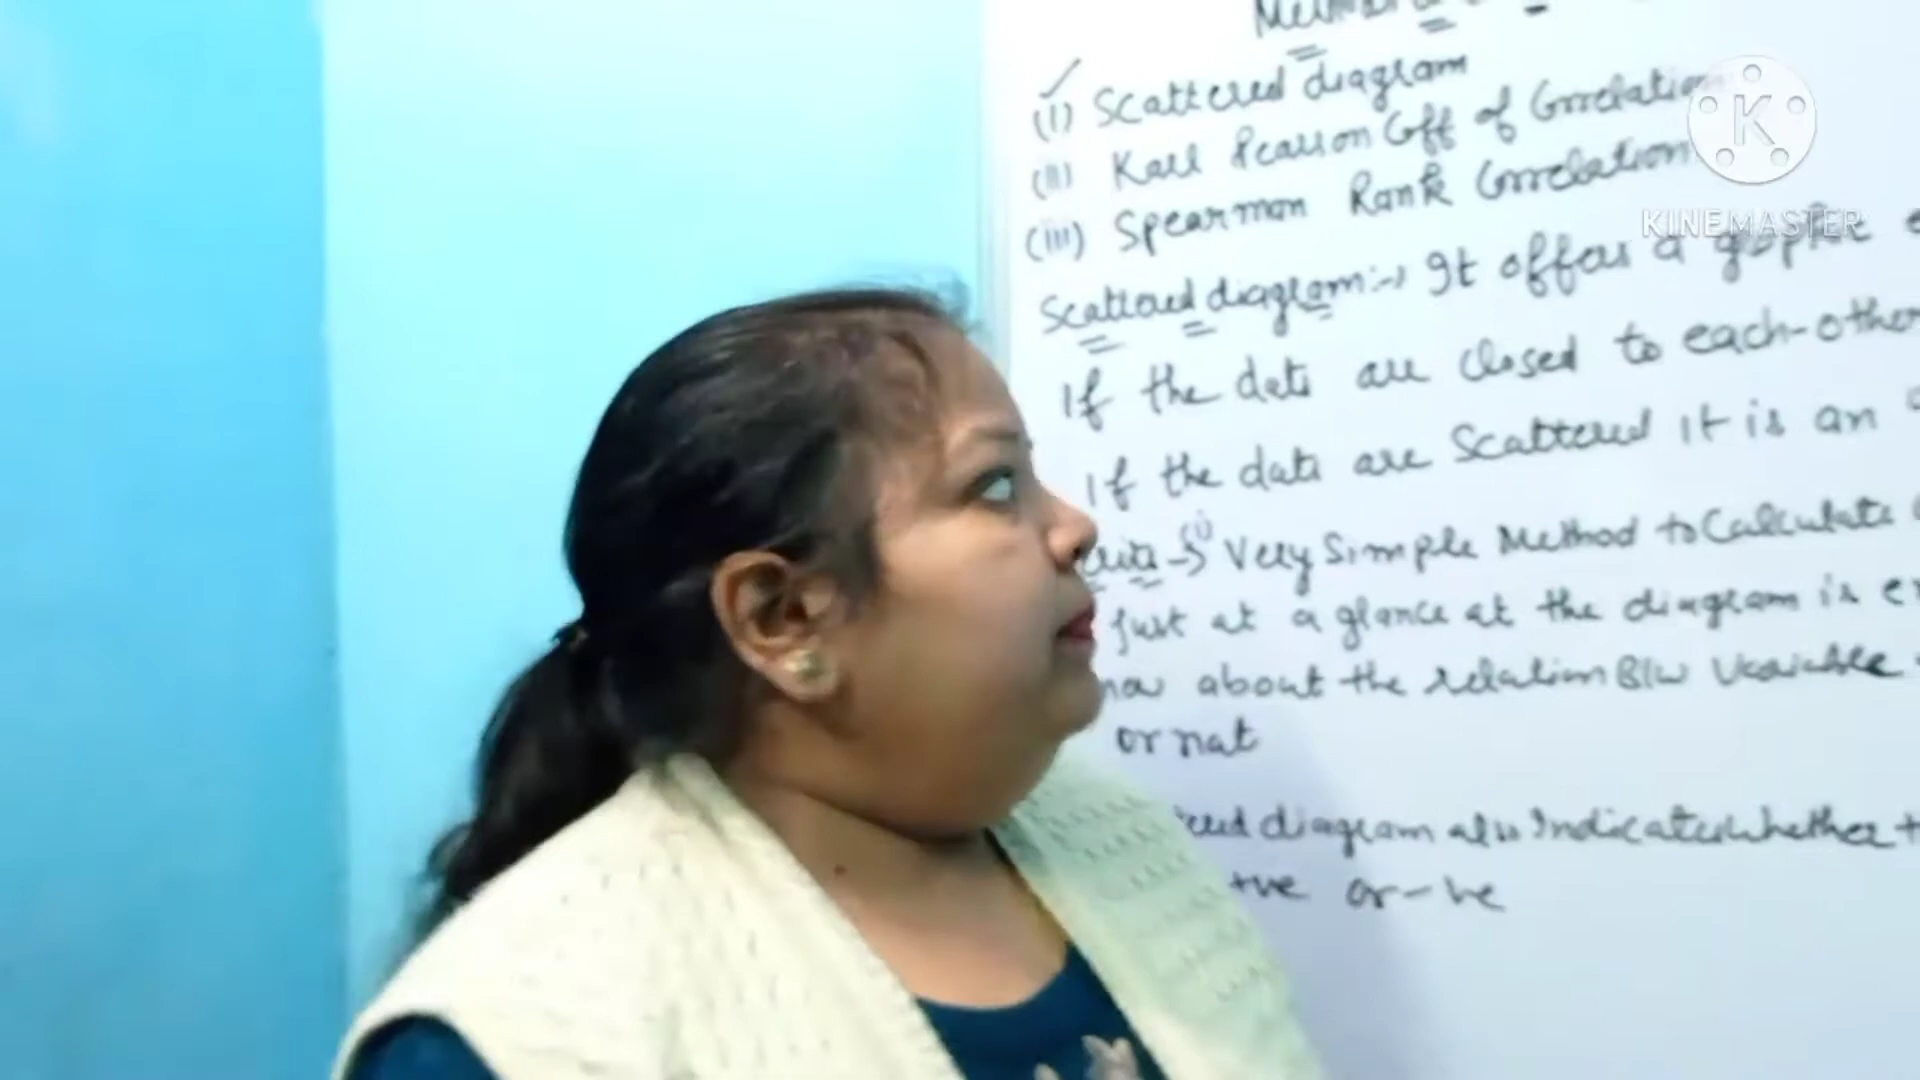 (i) Scattered diagram
(ii) Karl Pearson Coff of Correlation
(iii) Spearman Rank Correlation
K
KINEMASTER
Scattered diagram:-> It offers a
If the data are closed to each-other
If the data are Scattered it is an
(i) Very Simple Method to Calculate
Just at a glance at the diagram is
about the relation B/w Variable
or not
diagram also Indicates whether
+ve or -ve